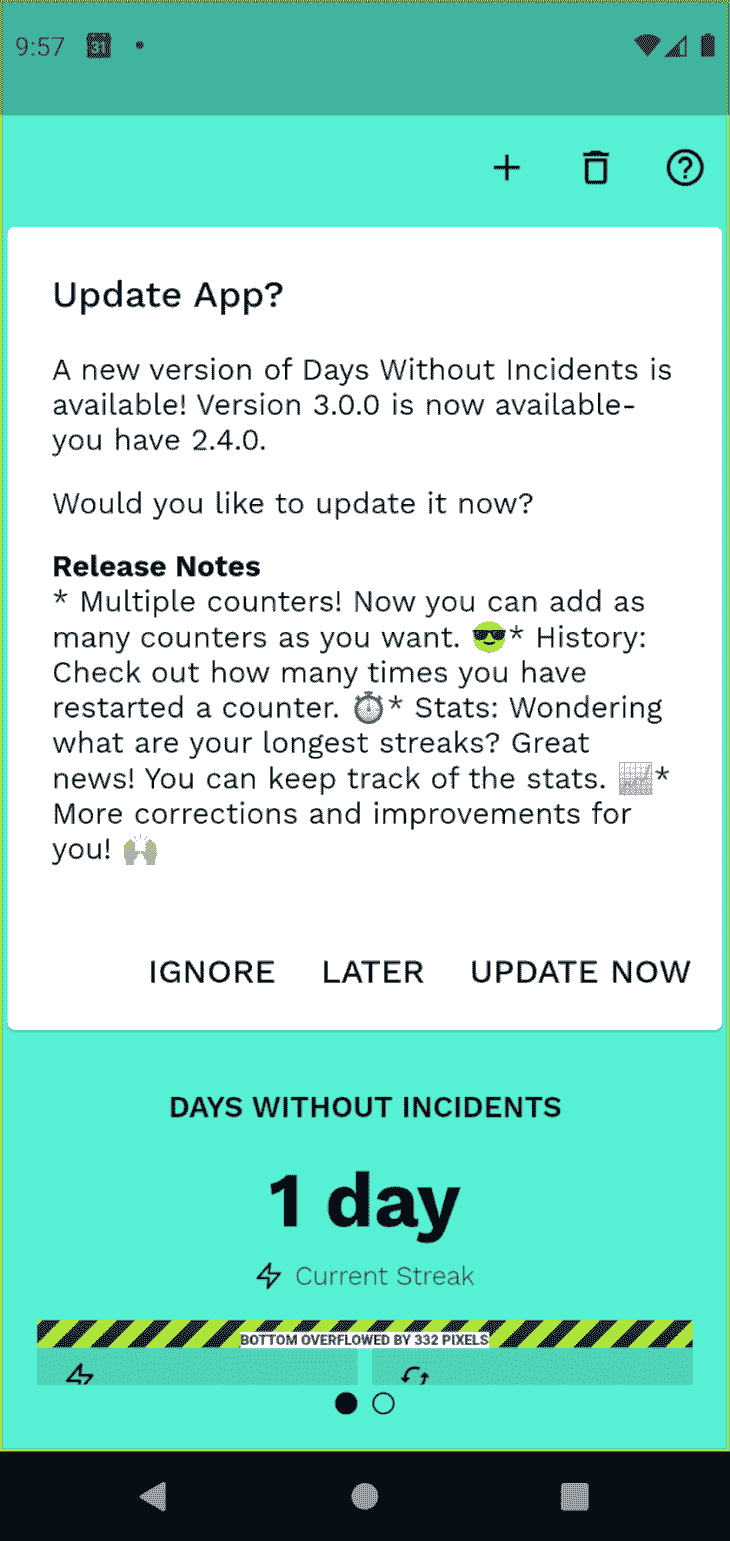 9:57
31
Update App?
A new version of Days Without Incidents is
available! Version 3.0.0 is now available-
you have 2.4.0.
Would you like to update it now?
Release Notes
* Multiple counters! Now you can add as
many counters as you want. 😎* History:
Check out how many times you have
restarted a counter. ⏱* Stats: Wondering
what are your longest streaks? Great
news! You can keep track of the stats. 📈*
More corrections and improvements for
you! 🙌
IGNORE LATER UPDATE NOW
DAYS WITHOUT INCIDENTS
1 day
Current Streak
BOTTOM OVERFLOWED BY 332 PIXELS